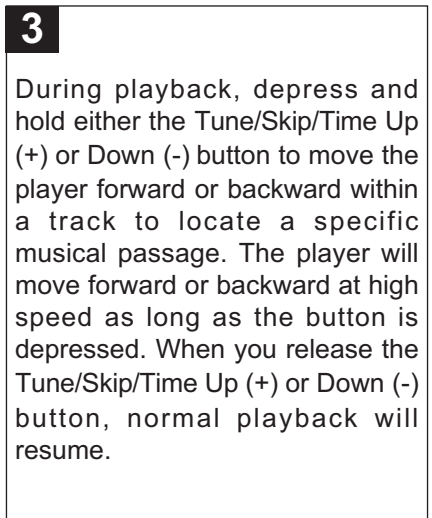 3
During playback, depress and
hold either the Tune/Skip/Time Up
(+) or Down (-) button to move the
player forward or backward within
a track to locate a specific
musical passage. The player will
move forward or backward at high
speed as long as the button is
depressed. When you release the
Tune/Skip/Time Up (+) or Down (-)
button, normal playback will
resume.